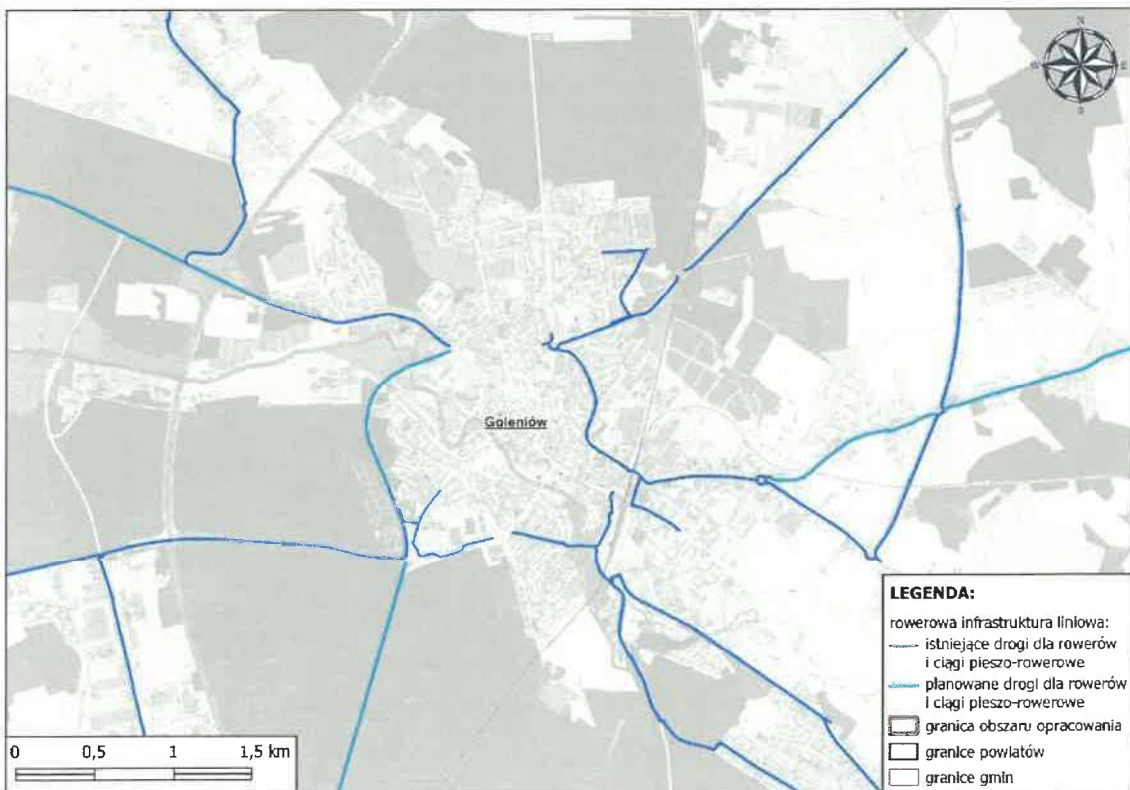 N
W
E
S
Goleniów
LEGENDA:
rowerowa infrastruktura liniowa:
istniejące drogi dla rowerów
i ciągi pieszo-rowerowe
planowane drogi dla rowerów
i ciągi pieszo-rowerowe
granica obszaru opracowania
granice powiatów
granice gmin
0 0,5 1 1,5 km